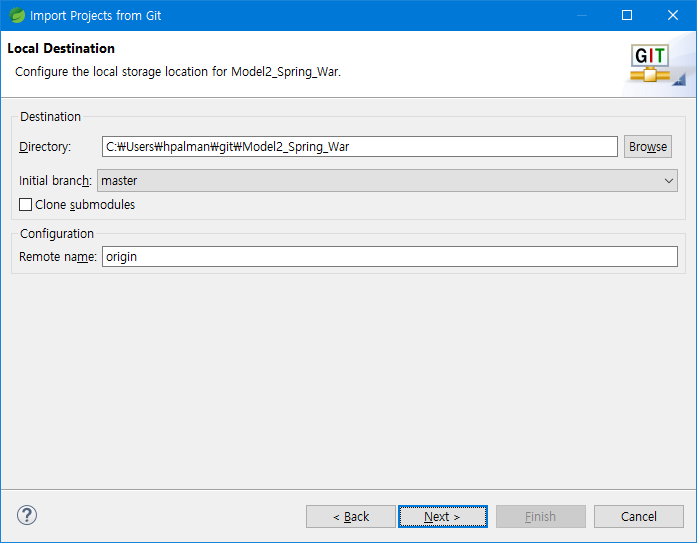 Import Projects from Git
Local Destination
Configure the local storage location for Model2_Spring_War.
GIT
Destination
Directory: C:₩Users₩hpalman₩git₩Model2_Spring_War Browse
Initial branch: master
Clone submodules
Configuration
Remote name: origin
? < Back Next > Finish Cancel